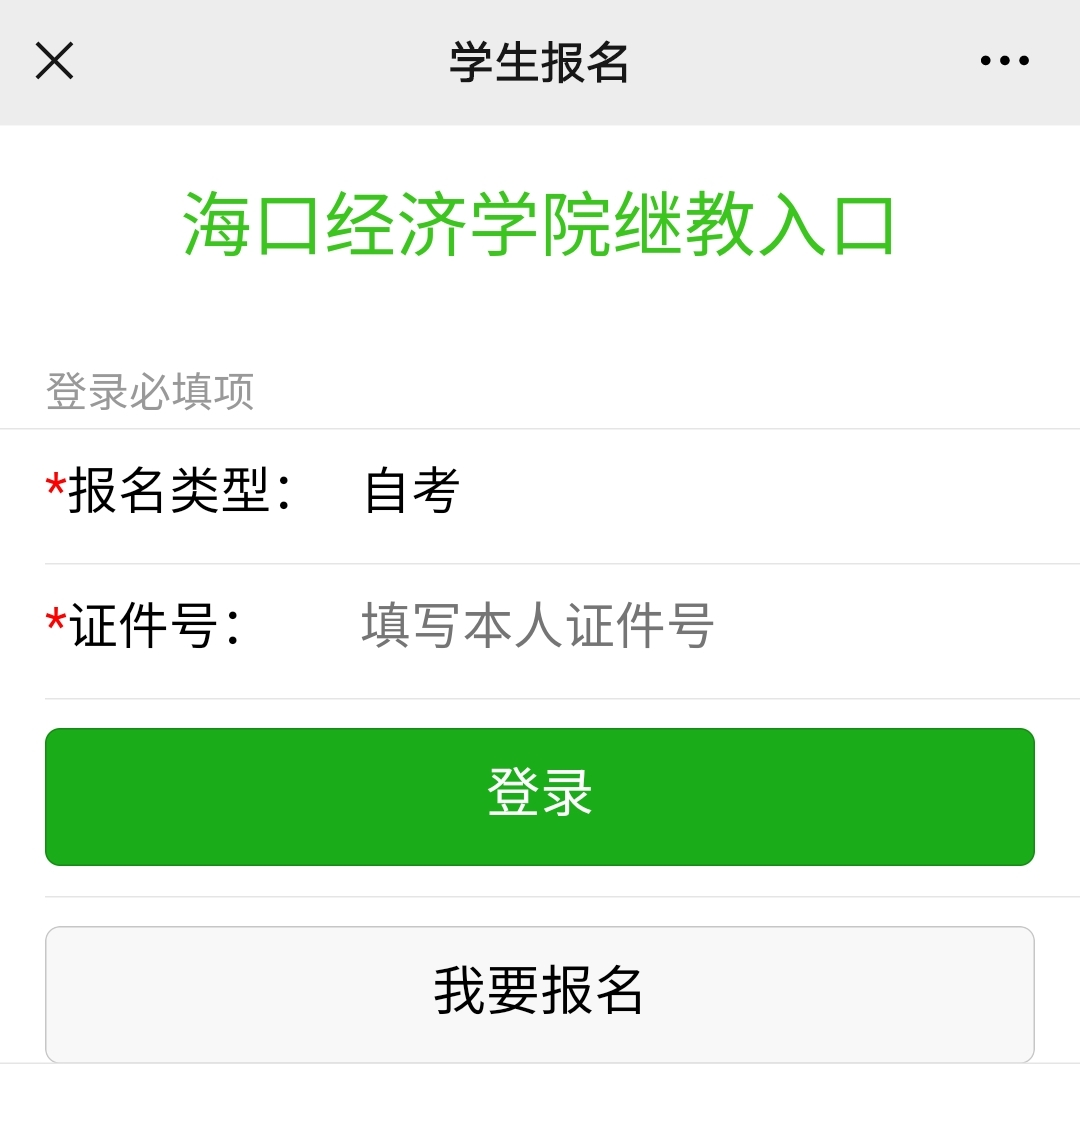 学生报名
海口经济学院继教入口
登录必填项
*报名类型： 自考
*证件号： 填写本人证件号
登录
我要报名